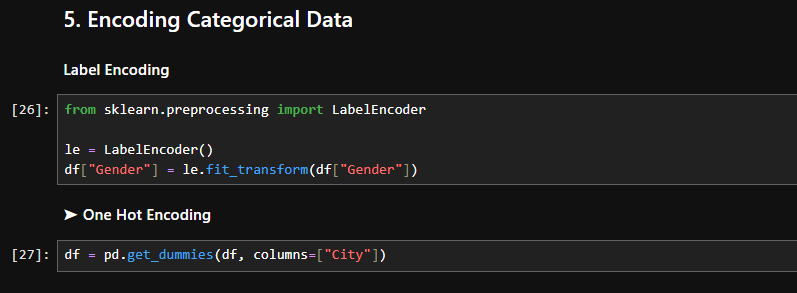 5. Encoding Categorical Data
Label Encoding
[26]: from sklearn.preprocessing import LabelEncoder
le = LabelEncoder()
df["Gender"] = le.fit_transform(df["Gender"])
➤ One Hot Encoding
[27]: df = pd.get_dummies(df, columns=["City"])